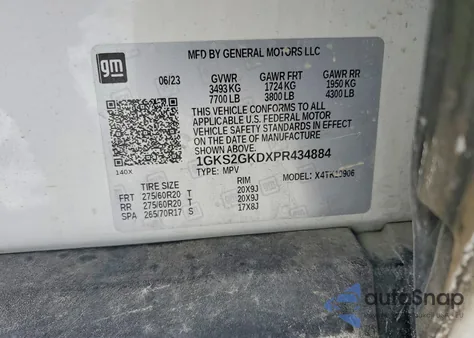 gm
MFD BY GENERAL MOTORS LLC
06/23 GVWR GAWR FRT GAWR RR
3493 KG 1724 KG 1950 KG
7700 LB 3800 LB 4300 LB
THIS VEHICLE CONFORMS TO ALL
APPLICABLE U.S. FEDERAL MOTOR
VEHICLE SAFETY STANDARDS IN
EFFECT ON THE DATE OF MANUFACTURE
SHOWN ABOVE.
1GKS2GKDXPR434884
TYPE: MPV MODEL:
140X
TIRE SIZE RIM
FRT 275/60R20 T 20X9J
RR 275/60R20 T 20X9J
SPA 265/70R17 S 17X8J
autoSnap